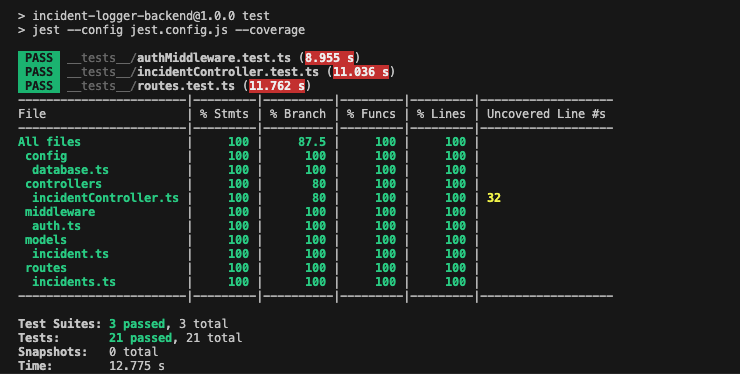 > incident-logger-backend@1.0.0 test
> jest --config jest.config.js --coverage
PASS __tests__/authMiddleware.test.ts (8.955 s)
PASS __tests__/incidentController.test.ts (11.036 s)
PASS __tests__/routes.test.ts (11.762 s)
File | % Stmts | % Branch | % Funcs | % Lines | Uncovered Line #s
All files | 100 | 87.5 | 100 | 100 |
config | 100 | 100 | 100 | 100 |
database.ts | 100 | 100 | 100 | 100 |
controllers | 100 | 80 | 100 | 100 |
incidentController.ts | 100 | 80 | 100 | 100 | 32
middleware | 100 | 100 | 100 | 100 |
auth.ts | 100 | 100 | 100 | 100 |
models | 100 | 100 | 100 | 100 |
incident.ts | 100 | 100 | 100 | 100 |
routes | 100 | 100 | 100 | 100 |
incidents.ts | 100 | 100 | 100 | 100 |
Test Suites: 3 passed, 3 total
Tests: 21 passed, 21 total
Snapshots: 0 total
Time: 12.775 s